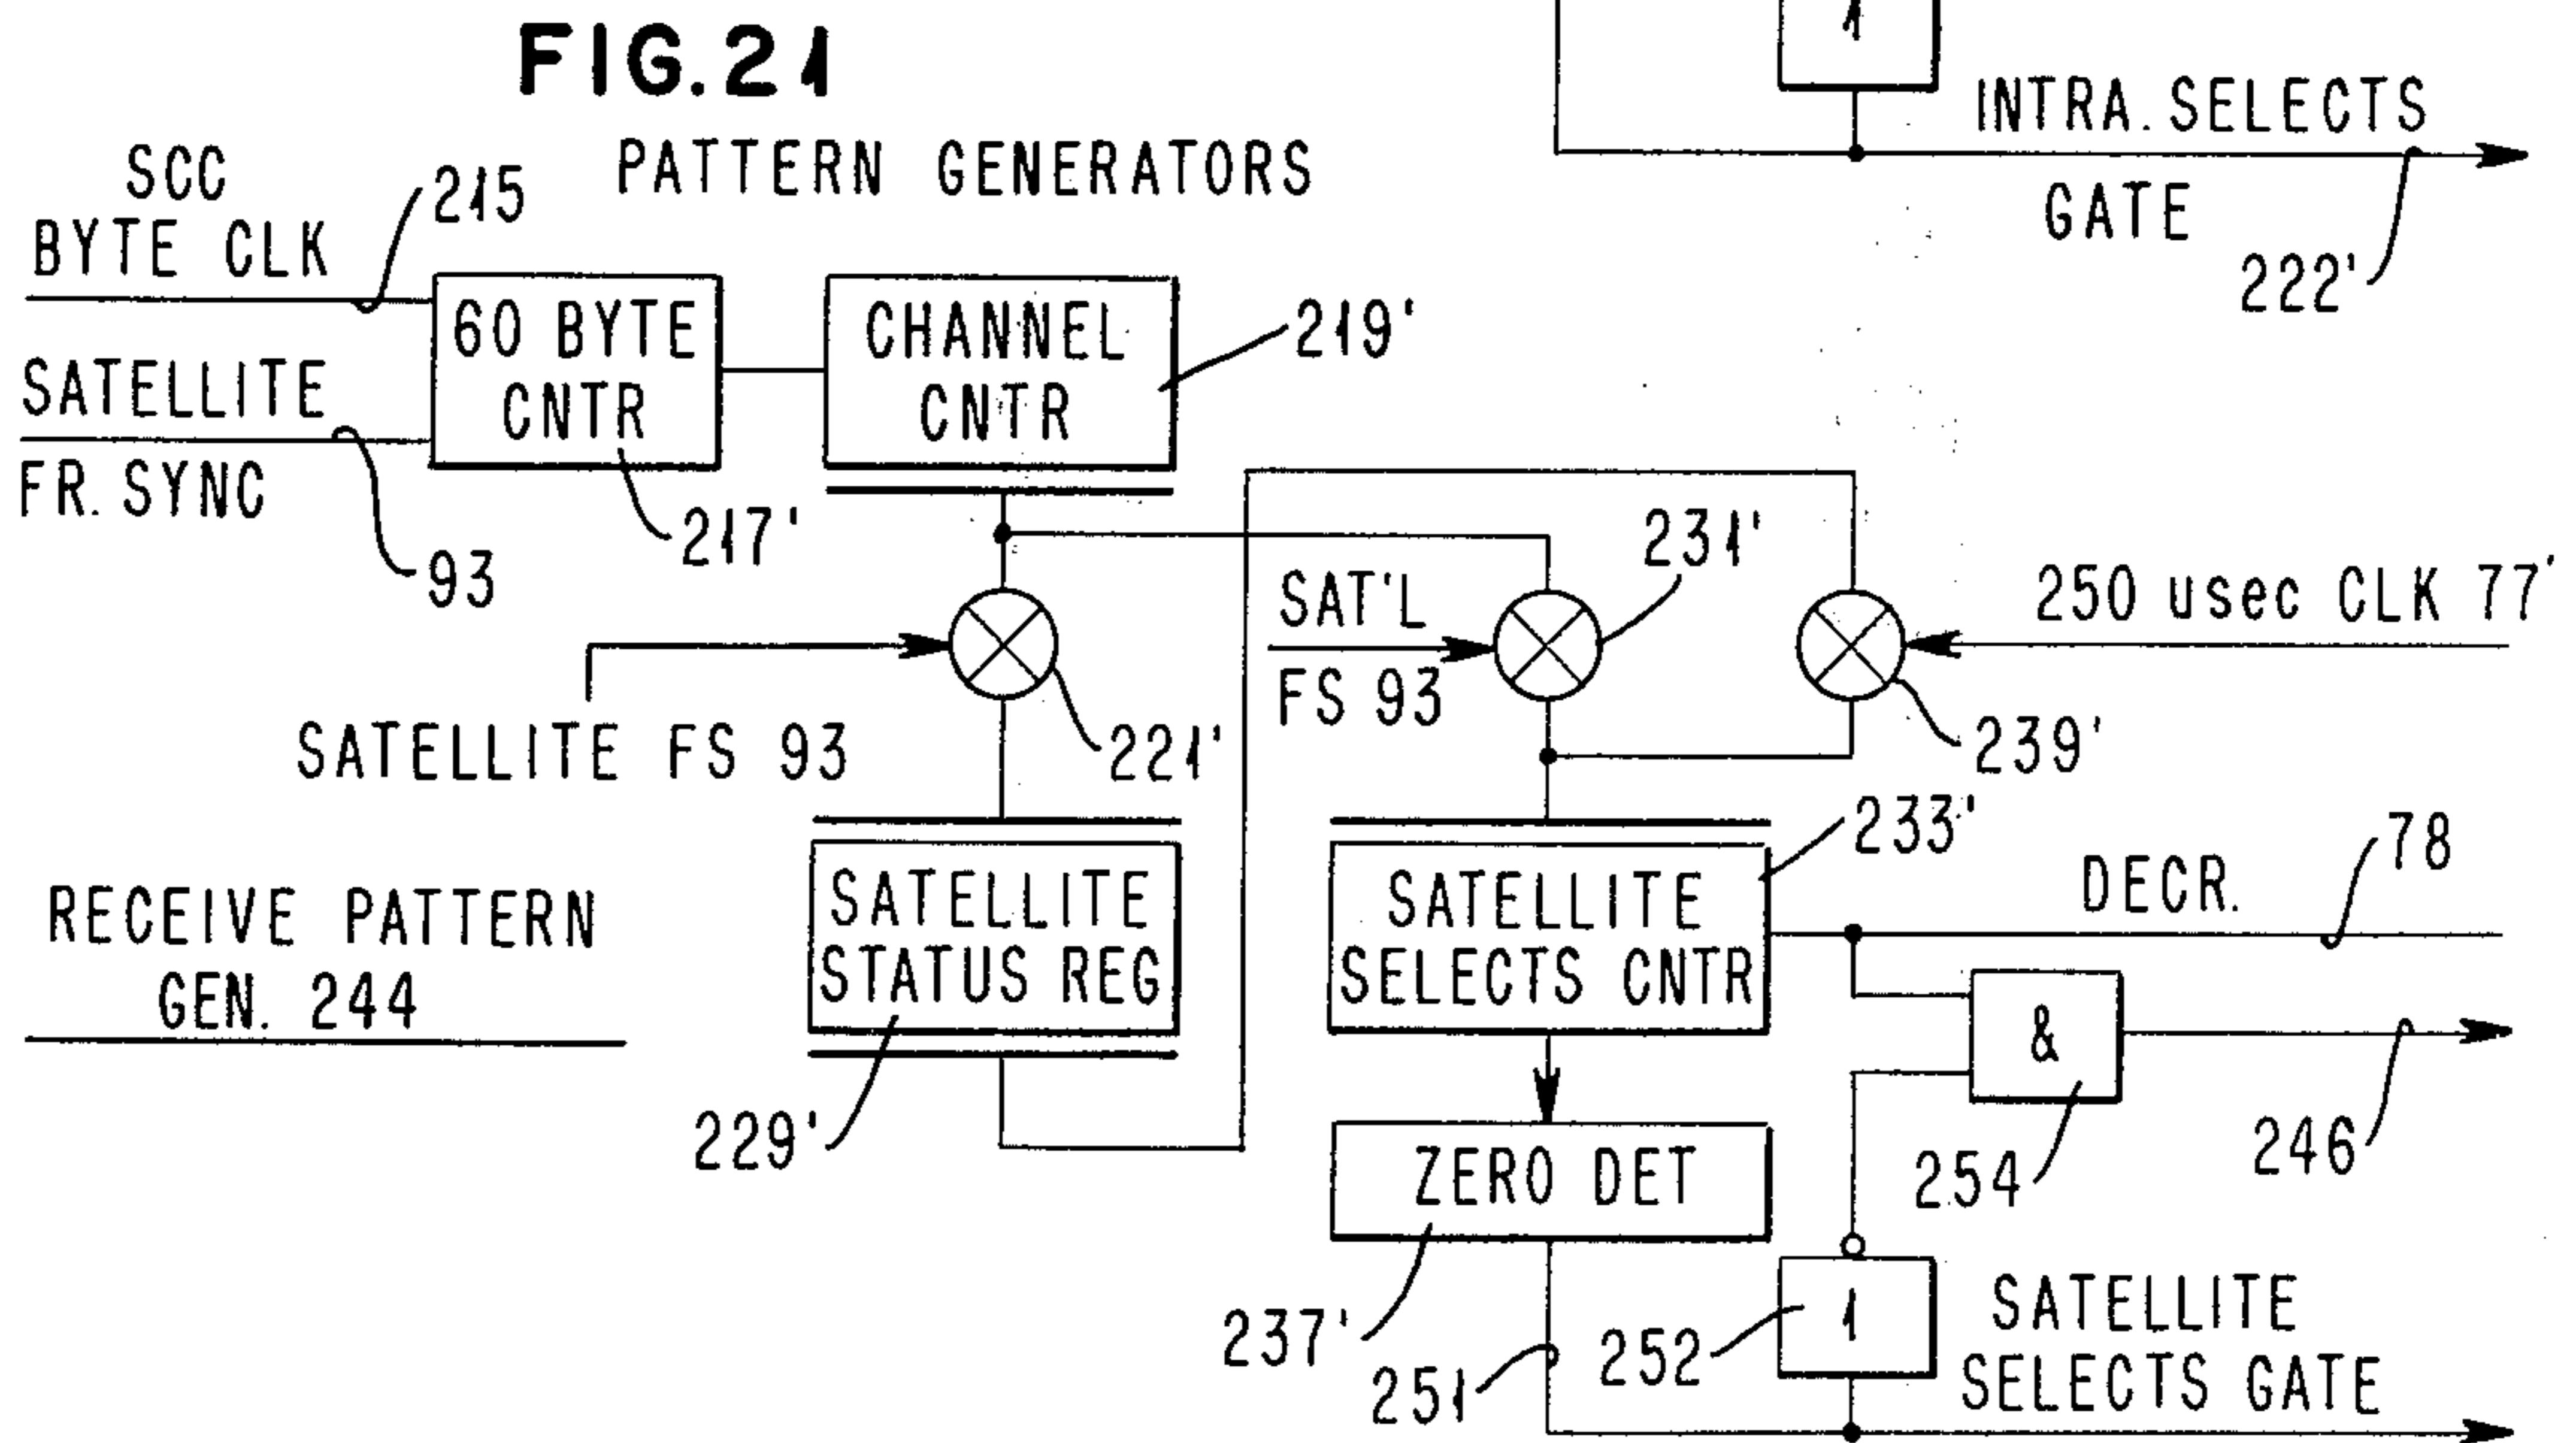 FIG.21
1
INTRA. SELECTS
GATE
222'
PATTERN GENERATORS
SCC
BYTE CLK
215
SATELLITE
FR. SYNC
93
60 BYTE
CNTR
217'
CHANNEL
CNTR
219'
SATELLITE FS 93
221'
SAT'L
FS 93
231'
250 usec CLK 77'
239'
RECEIVE PATTERN
GEN. 244
SATELLITE
STATUS REG
229'
SATELLITE
SELECTS CNTR
233'
DECR.
78
&
254
246
ZERO DET
237'
251
252
1
SATELLITE
SELECTS GATE